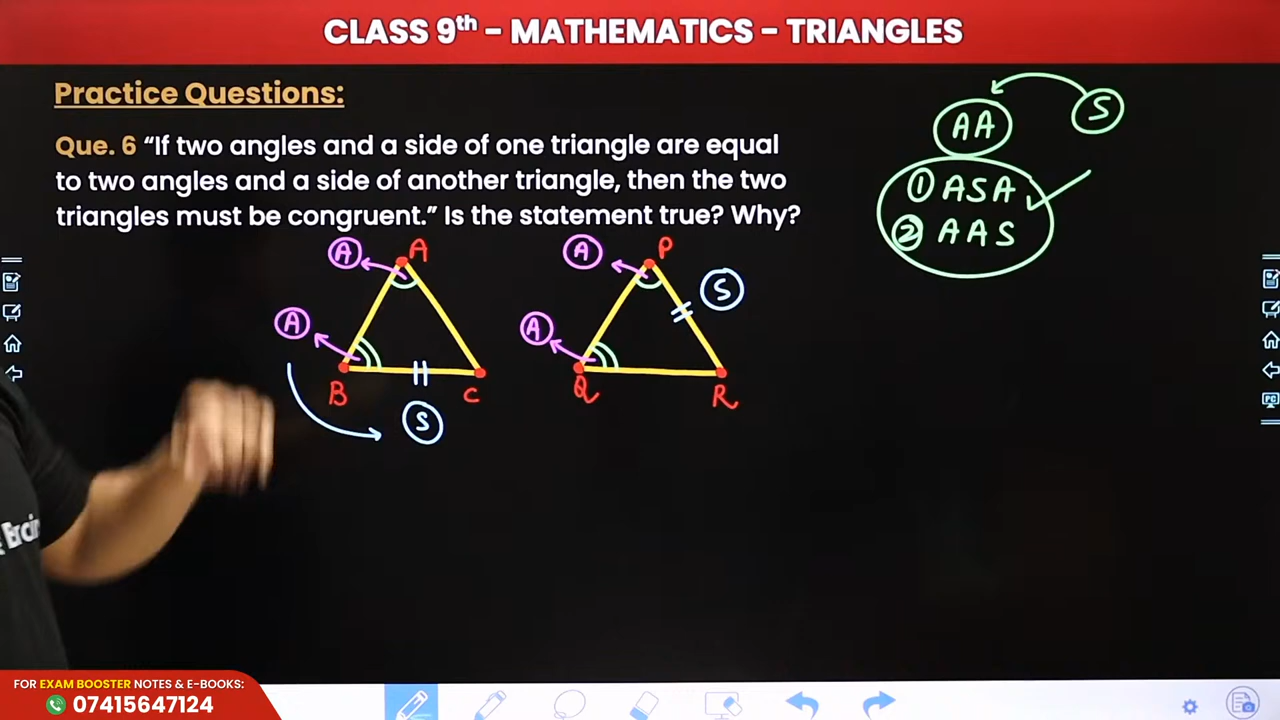 CLASS 9th - MATHEMATICS - TRIANGLES
Practice Questions:
Que. 6 “If two angles and a side of one triangle are equal
to two angles and a side of another triangle, then the two
triangles must be congruent.” Is the statement true? Why?
AA S
① ASA
② AAS
A A A P
S
A A
B C Q R
S
PC
FOR EXAM BOOSTER NOTES & E-BOOKS:
07415647124